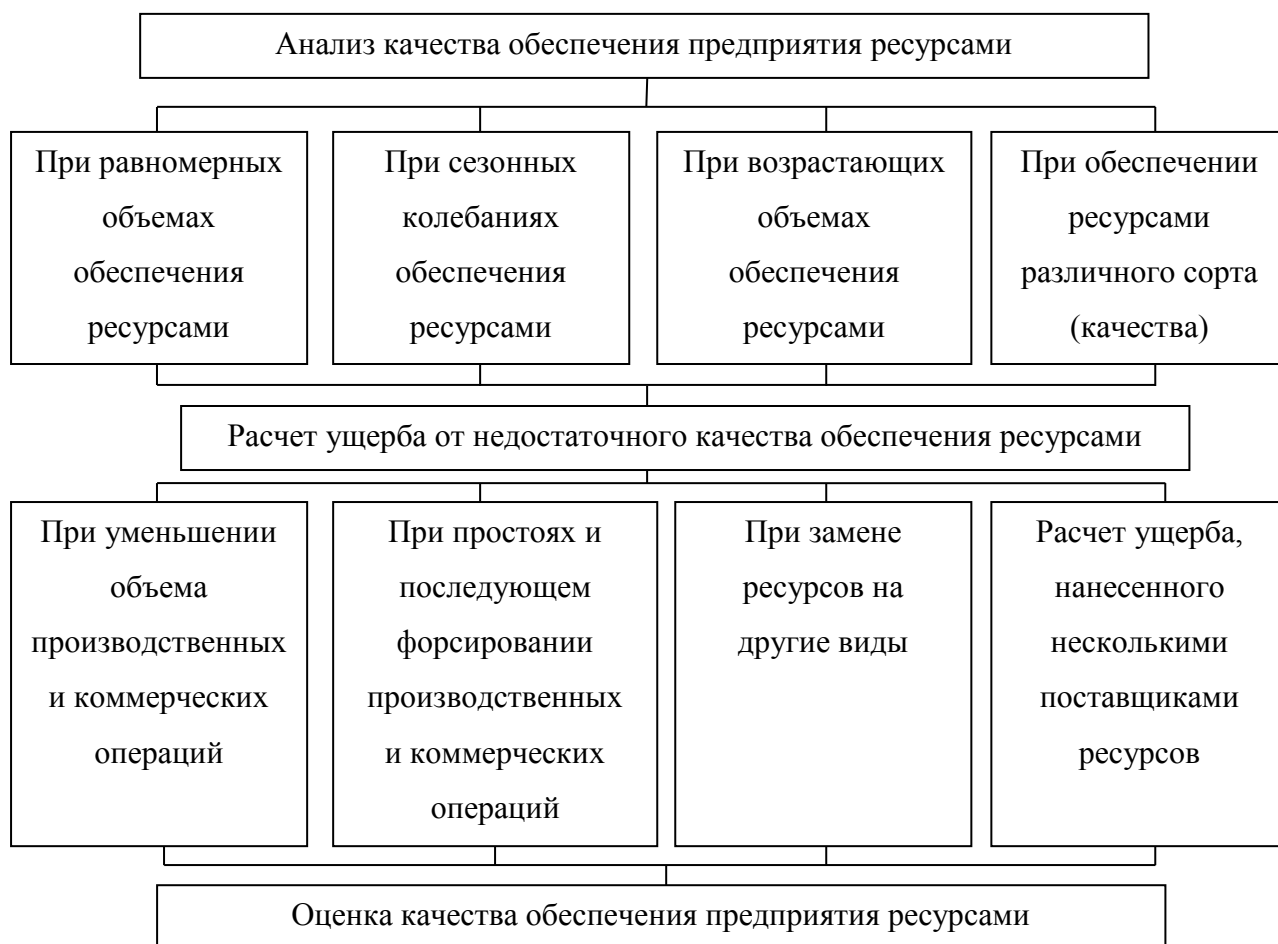 Анализ качества обеспечения предприятия ресурсами
При равномерных
объемах
обеспечения
ресурсами
При сезонных
колебаниях
обеспечения
ресурсами
При возрастающих
объемах
обеспечения
ресурсами
При обеспечении
ресурсами
различного сорта
(качества)
Расчет ущерба от недостаточного качества обеспечения ресурсами
При уменьшении
объема
производственных
и коммерческих
операций
При простоях и
последующем
форсировании
производственных
и коммерческих
операций
При замене
ресурсов на
другие виды
Расчет ущерба,
нанесенного
несколькими
поставщиками
ресурсов
Оценка качества обеспечения предприятия ресурсами